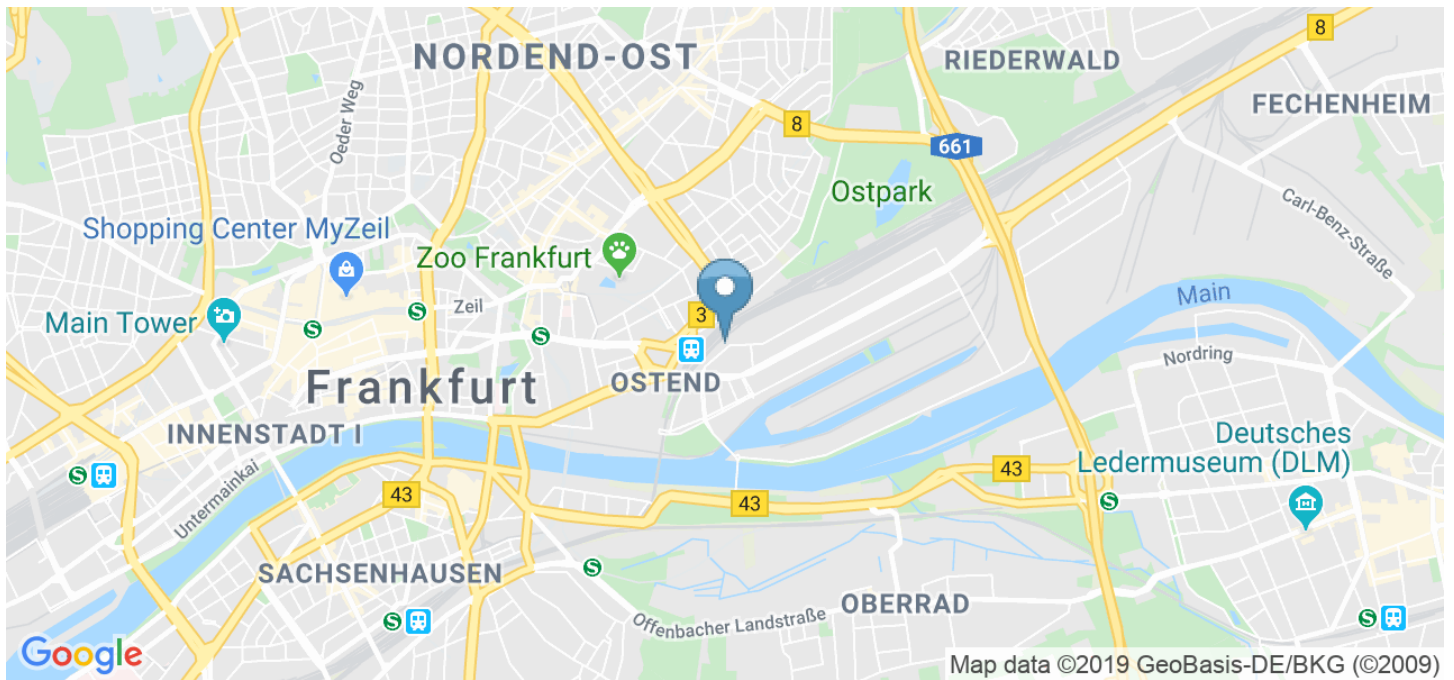 NORDEND-OST
RIEDERWALD
8
FECHENHEIM
Oeder Weg
8
661
Ostpark
Shopping Center MyZeil
Zoo Frankfurt
Carl-Benz-Straße
Main
Zeil
3
Main Tower
S
S
S
Nordring
OSTEND
Frankfurt
INNENSTADT I
Deutsches
Ledermuseum (DLM)
S
Untermainkai
43
43
43
S
SACHSENHAUSEN
S
OBERRAD
S
Offenbacher Landstraße
S
Google
Map data ©2019 GeoBasis-DE/BKG (©2009)